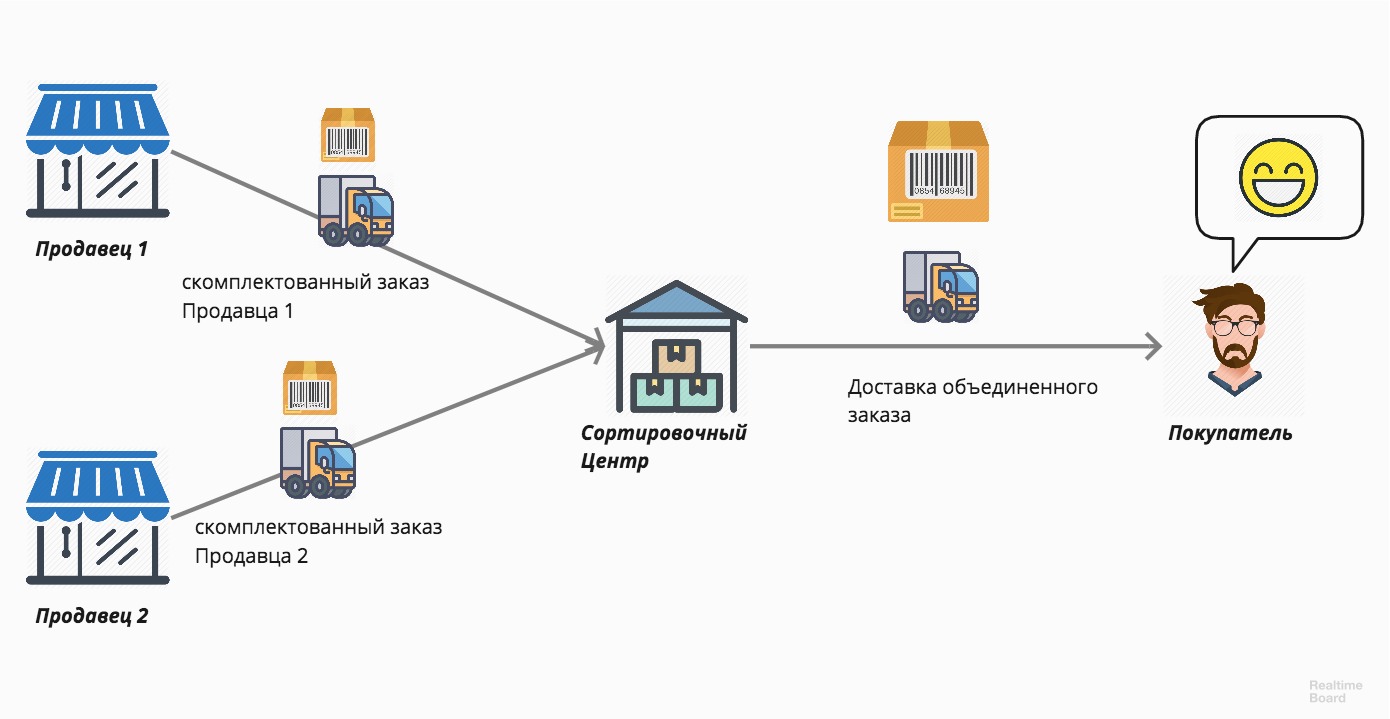 Продавец 1
скомплектованный заказ
Продавца 1
0854 68945
Сортировочный
Центр
Доставка объединенного
заказа
Покупатель
скомплектованный заказ
Продавца 2
Продавец 2
Realtime
Board